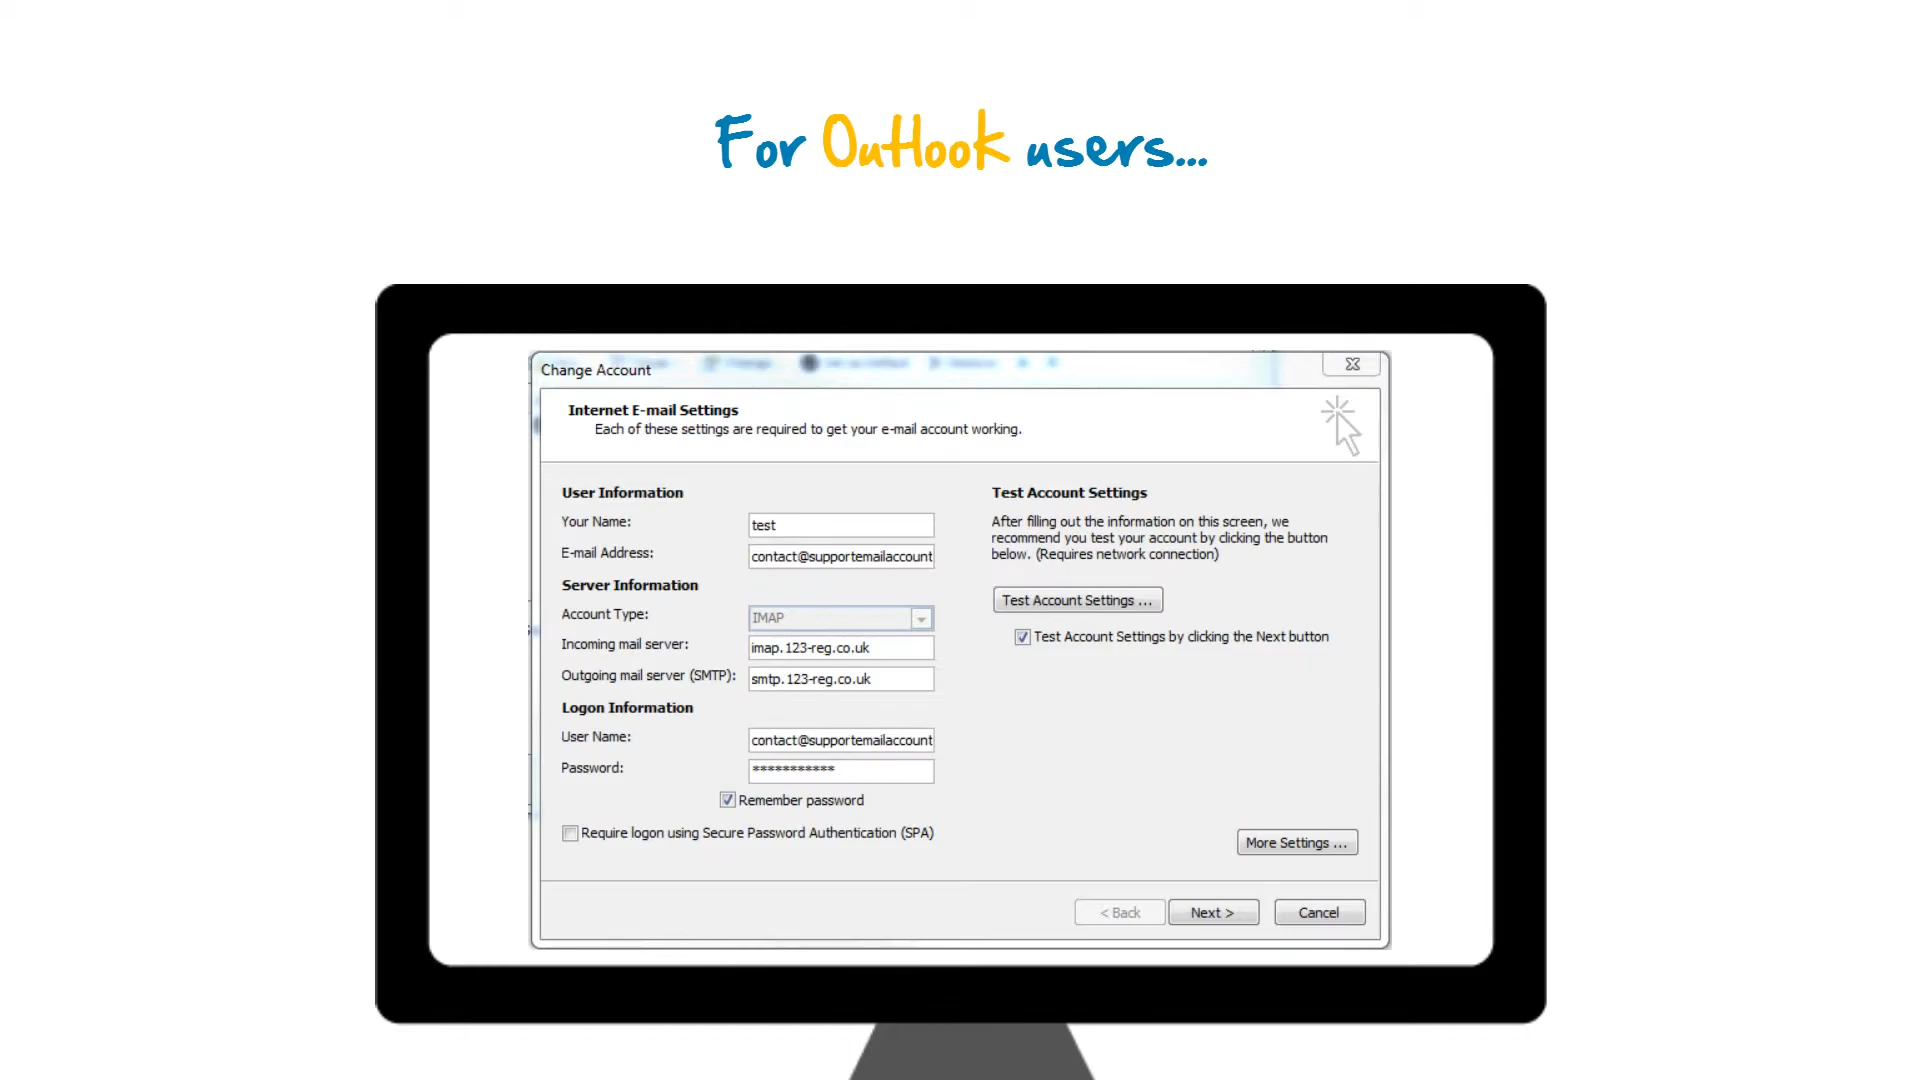 For Outlook users...
Change Account
Internet E-mail Settings
Each of these settings are required to get your e-mail account working.
User Information
Your Name: test
E-mail Address: contact@supportemailaccount
Server Information
Account Type: IMAP
Incoming mail server: imap.123-reg.co.uk
Outgoing mail server (SMTP): smtp.123-reg.co.uk
Logon Information
User Name: contact@supportemailaccount
Password: ***********
Remember password
Require logon using Secure Password Authentication (SPA)
Test Account Settings
After filling out the information on this screen, we
recommend you test your account by clicking the button
below. (Requires network connection)
Test Account Settings ...
Test Account Settings by clicking the Next button
More Settings ...
< Back
Next >
Cancel